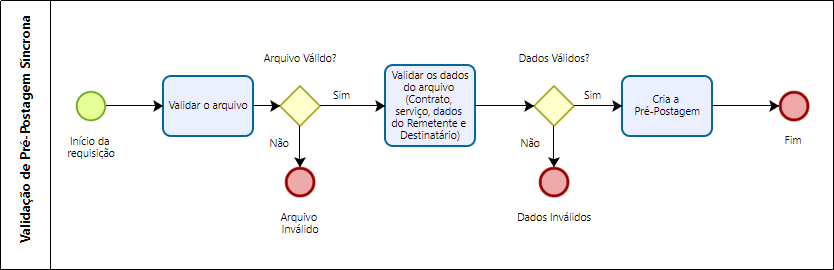 Validação de Pré-Postagem Síncrona
Início da
requisição
Validar o arquivo
Arquivo Válido?
Sim
Não
Arquivo
Inválido
Validar os dados
do arquivo
(Contrato,
serviço, dados
do Remetente e
Destinatário)
Dados Válidos?
Sim
Não
Dados Inválidos
Cria a
Pré-Postagem
Fim